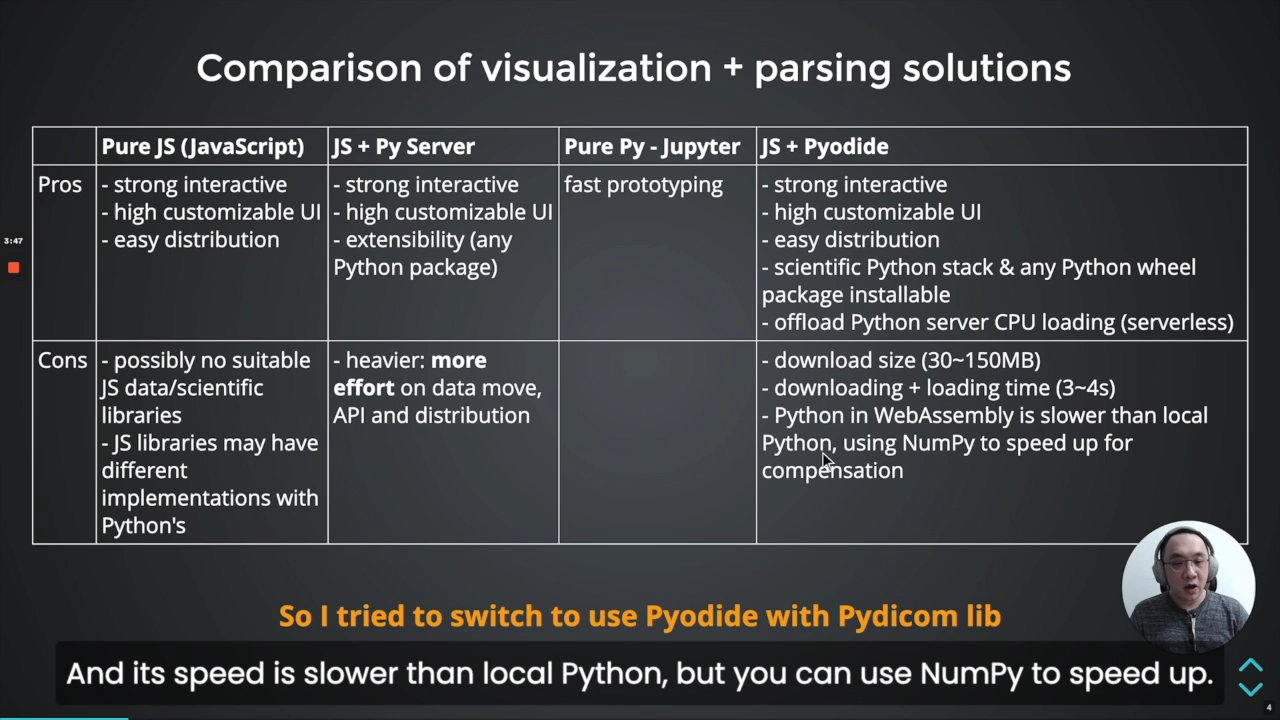 Comparison of visualization + parsing solutions
Pure JS (JavaScript)
JS + Py Server
Pure Py - Jupyter
JS + Pyodide
Pros
- strong interactive
- high customizable UI
- easy distribution
- strong interactive
- high customizable UI
- extensibility (any
Python package)
fast prototyping
- strong interactive
- high customizable UI
- easy distribution
- scientific Python stack & any Python wheel
package installable
- offload Python server CPU loading (serverless)
3:47
Cons
- possibly no suitable
JS data/scientific
libraries
- JS libraries may have
different
implementations with
Python's
- heavier: more
effort on data move,
API and distribution
- download size (30~150MB)
- downloading + loading time (3~4s)
- Python in WebAssembly is slower than local
Python, using NumPy to speed up for
compensation
So I tried to switch to use Pyodide with Pydicom lib
And its speed is slower than local Python, but you can use NumPy to speed up.
4